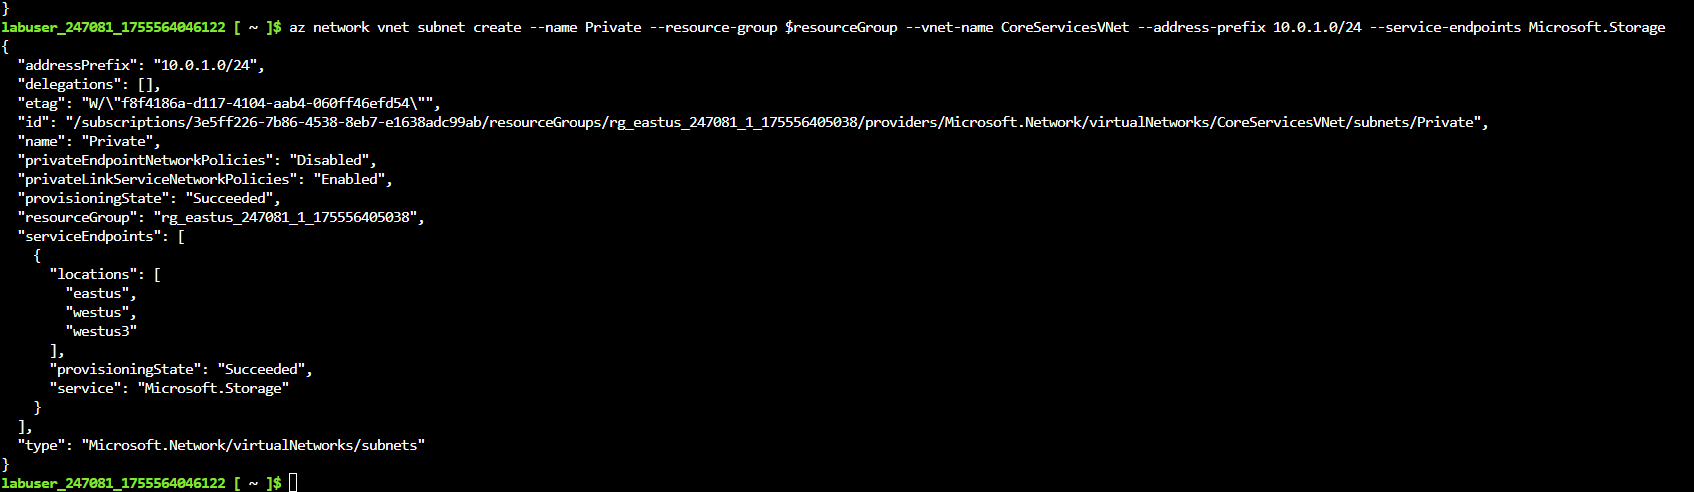 }
labuser_247081_1755564046122 [ ~ ]$ az network vnet subnet create --name Private --resource-group $resourceGroup --vnet-name CoreServicesVNet --address-prefix 10.0.1.0/24 --service-endpoints Microsoft.Storage
{
  "addressPrefix": "10.0.1.0/24",
  "delegations": [],
  "etag": "W/\"f8f4186a-d117-4104-aab4-060ff46efd54\"",
  "id": "/subscriptions/3e5ff226-7b86-4538-8eb7-e1638adc99ab/resourceGroups/rg_eastus_247081_1_175556405038/providers/Microsoft.Network/virtualNetworks/CoreServicesVNet/subnets/Private",
  "name": "Private",
  "privateEndpointNetworkPolicies": "Disabled",
  "privateLinkServiceNetworkPolicies": "Enabled",
  "provisioningState": "Succeeded",
  "resourceGroup": "rg_eastus_247081_1_175556405038",
  "serviceEndpoints": [
    {
      "locations": [
        "eastus",
        "westus",
        "westus3"
      ],
      "provisioningState": "Succeeded",
      "service": "Microsoft.Storage"
    }
  ],
  "type": "Microsoft.Network/virtualNetworks/subnets"
}
labuser_247081_1755564046122 [ ~ ]$